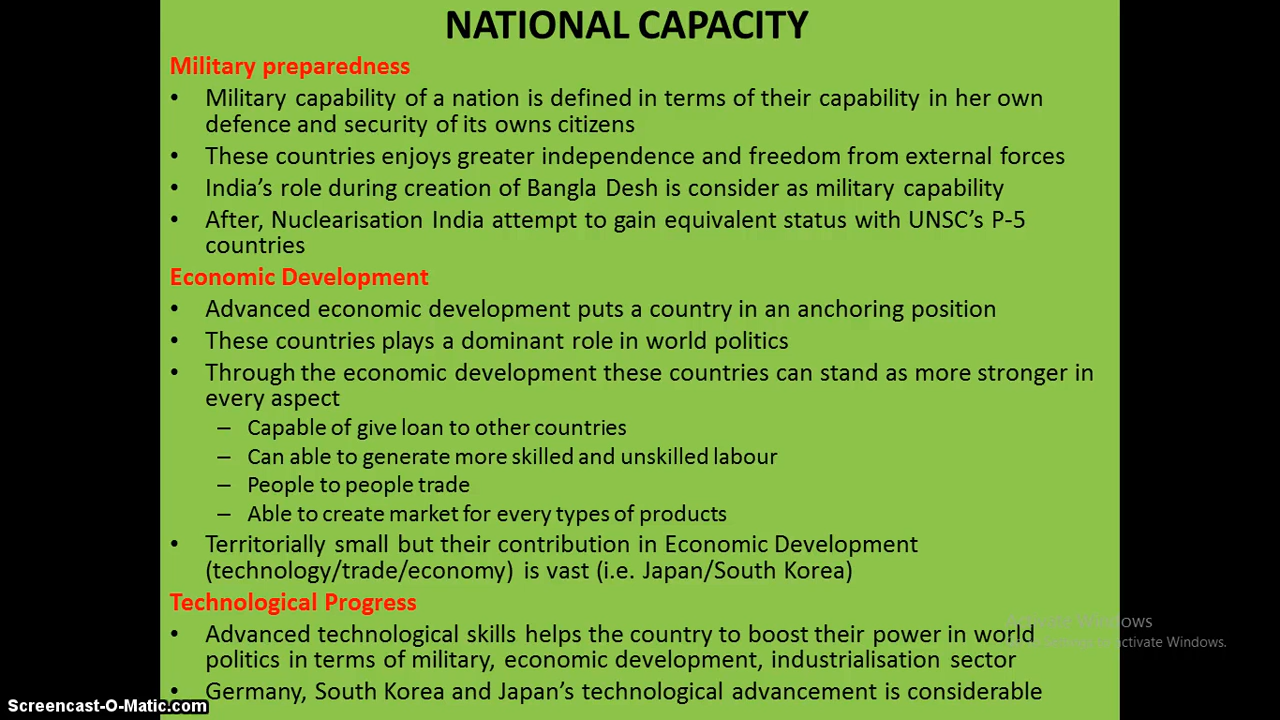 NATIONAL CAPACITY
Military preparedness
• Military capability of a nation is defined in terms of their capability in her own
defence and security of its owns citizens
• These countries enjoys greater independence and freedom from external forces
• India's role during creation of Bangla Desh is consider as military capability
• After, Nuclearisation India attempt to gain equivalent status with UNSC's P-5
countries
Economic Development
• Advanced economic development puts a country in an anchoring position
• These countries plays a dominant role in world politics
• Through the economic development these countries can stand as more stronger in
every aspect
– Capable of give loan to other countries
– Can able to generate more skilled and unskilled labour
– People to people trade
– Able to create market for every types of products
• Territorially small but their contribution in Economic Development
(technology/trade/economy) is vast (i.e. Japan/South Korea)
Technological Progress
• Advanced technological skills helps the country to boost their power in world
politics in terms of military, economic development, industrialisation sector
• Germany, South Korea and Japan's technological advancement is considerable
Activate Windows
activate Windows.
Screencast-O-Matic.com